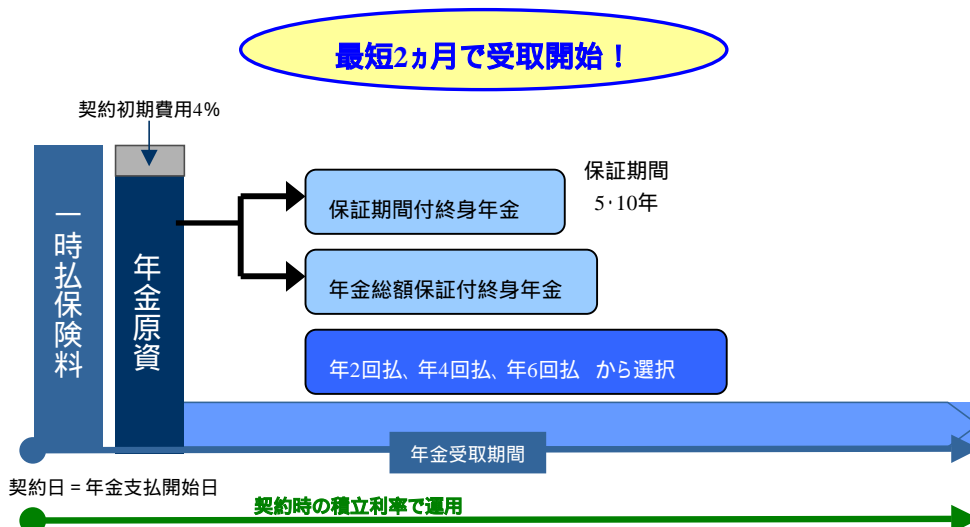 最短2ヵ月で受取開始！
契約初期費用4%
一時払保険料
年金原資
保証期間付終身年金
保証期間
5·10年
年金総額保証付終身年金
年2回払、年4回払、年6回払 から選択
年金受取期間
契約日 = 年金支払開始日
契約時の積立利率で運用